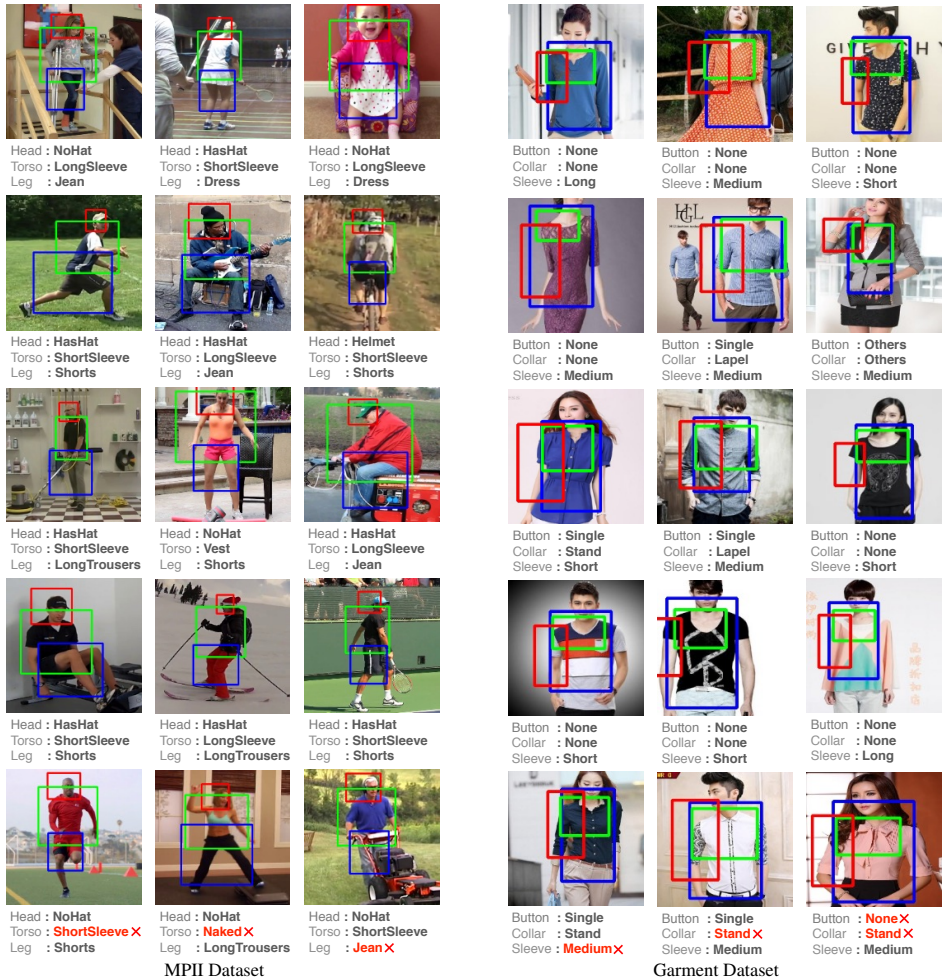 Head : NoHat
Torso : LongSleeve
Leg : Jean
Head : HasHat
Torso : ShortSleeve
Leg : Dress
Head : NoHat
Torso : LongSleeve
Leg : Dress
Head : HasHat
Torso : ShortSleeve
Leg : Shorts
Head : HasHat
Torso : LongSleeve
Leg : Jean
Head : Helmet
Torso : ShortSleeve
Leg : Shorts
Head : HasHat
Torso : ShortSleeve
Leg : LongTrousers
Head : NoHat
Torso : Vest
Leg : Shorts
Head : HasHat
Torso : LongSleeve
Leg : Jean
Head : HasHat
Torso : ShortSleeve
Leg : Shorts
Head : HasHat
Torso : LongSleeve
Leg : LongTrousers
Head : HasHat
Torso : ShortSleeve
Leg : Shorts
Head : NoHat
Torso : ShortSleeve ×
Leg : Shorts
Head : NoHat
Torso : Naked ×
Leg : LongTrousers
Head : NoHat
Torso : ShortSleeve
Leg : Jean ×
MPII Dataset
Button : None
Collar : None
Sleeve : Long
Button : None
Collar : None
Sleeve : Medium
Button : None
Collar : None
Sleeve : Short
Button : None
Collar : None
Sleeve : Medium
Button : Single
Collar : Lapel
Sleeve : Medium
Button : Others
Collar : Others
Sleeve : Medium
Button : Single
Collar : Stand
Sleeve : Short
Button : Single
Collar : Lapel
Sleeve : Medium
Button : None
Collar : None
Sleeve : Short
Button : None
Collar : None
Sleeve : Short
Button : None
Collar : None
Sleeve : Short
Button : None
Collar : None
Sleeve : Long
Button : Single
Collar : Stand
Sleeve : Medium ×
Button : Single
Collar : Stand ×
Sleeve : Medium
Button : None ×
Collar : Stand ×
Sleeve : Medium
Garment Dataset